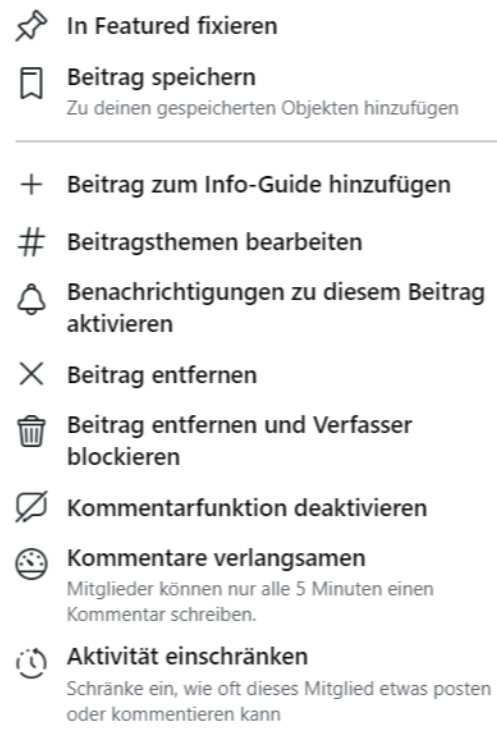 In Featured fixieren
Beitrag speichern
Zu deinen gespeicherten Objekten hinzufügen
Beitrag zum Info-Guide hinzufügen
Beitragsthemen bearbeiten
Benachrichtigungen zu diesem Beitrag
aktivieren
Beitrag entfernen
Beitrag entfernen und Verfasser
blockieren
Kommentarfunktion deaktivieren
Kommentare verlangsamen
Mitglieder können nur alle 5 Minuten einen
Kommentar schreiben.
Aktivität einschränken
Schränke ein, wie oft dieses Mitglied etwas posten
oder kommentieren kann